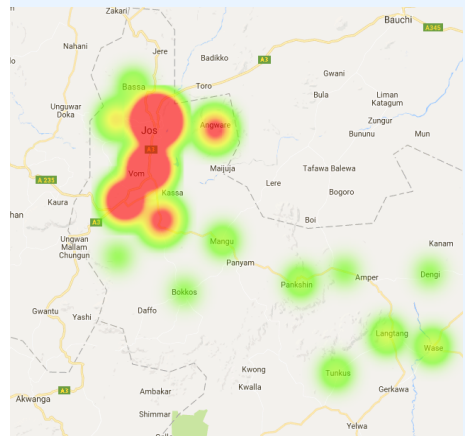 Zakari
Bauchi
A345
Nahani
Jere
Badikko
A3
Gwani
Bassa
Toro
Bula
Liman
Katagum
Unguwar
Doka
Zungur
Jos
Angware
Bununu
Mun
A3
Maijuja
Tafawa Balewa
A 235
Vom
Lere
Kaura
Kassa
Bogoro
han
A3
Boi
Ungwan
Mallam
Chungun
Mangu
Kanam
Panyam
Dengi
Amper
Pankshin
Bokkos
Gwantu
Yashi
Daffo
Langtang
Wase
Kwong
Tunkus
Kwalla
Ambakar
Gerkawa
A3
Akwanga
Shimmar
Yelwa